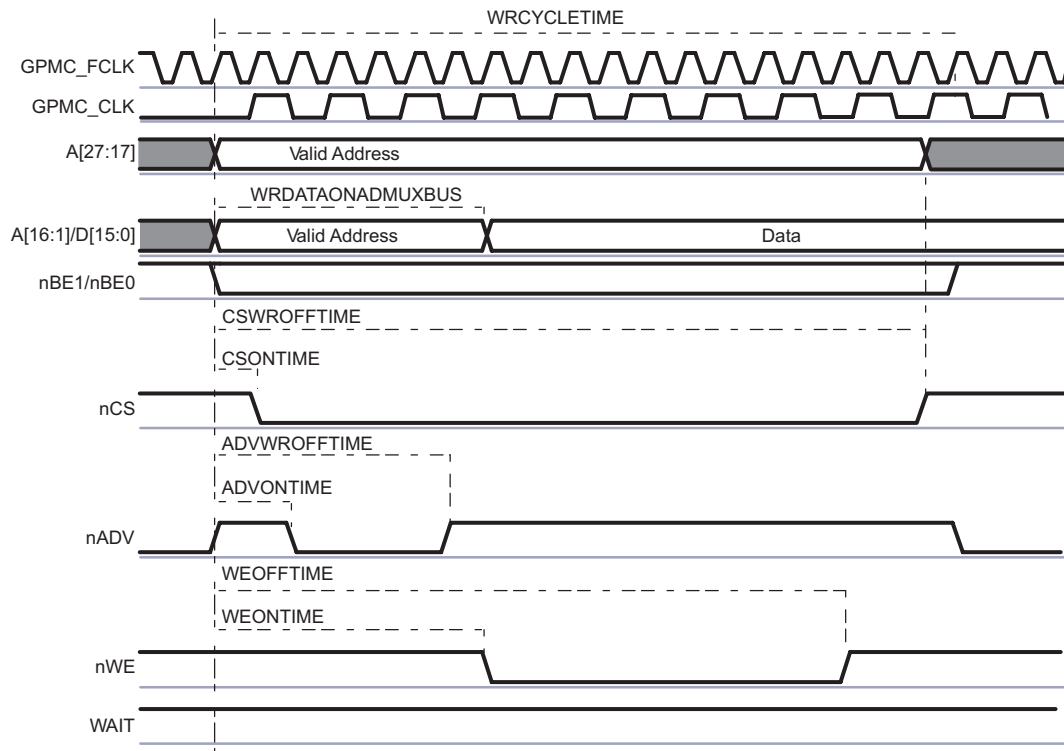 WRCYCLETIME
GPMC_FCLK
GPMC_CLK
A[27:17]
Valid Address
WRDATAONADMUXBUS
A[16:1]/D[15:0]
Valid Address
Data
nBE1/nBE0
CSWROFFTIME
CSONTIME
nCS
ADVWROFFTIME
ADVONTIME
nADV
WEOFFTIME
WEONTIME
nWE
WAIT